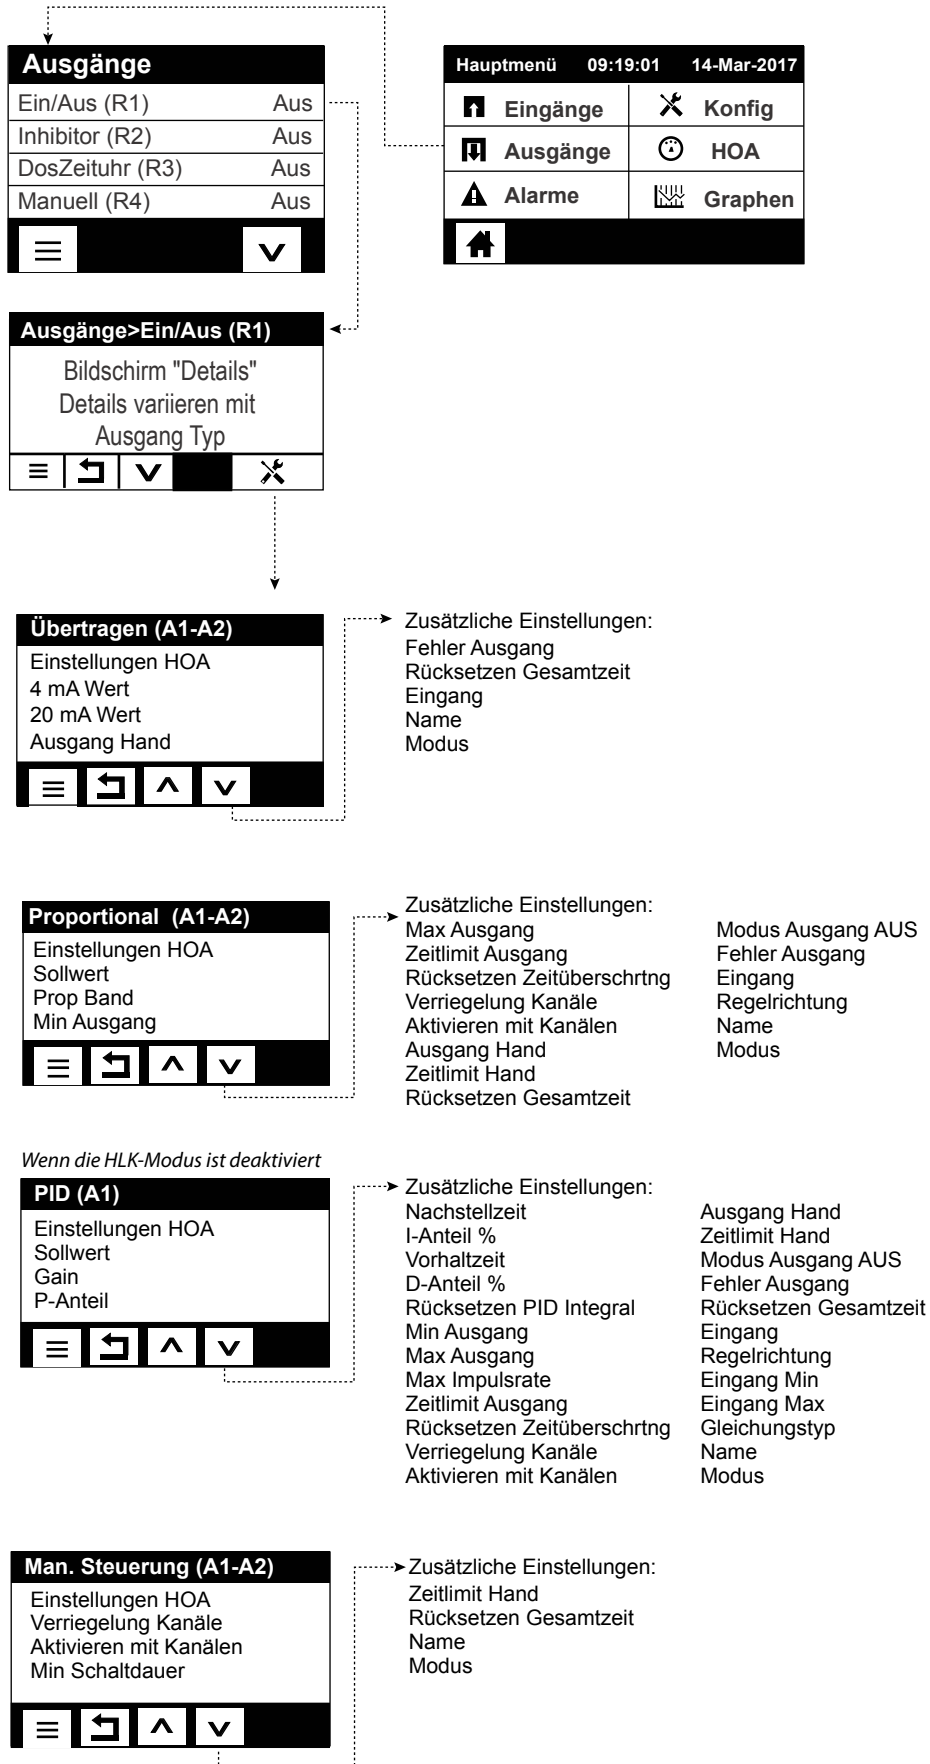 Ausgänge
Ein/Aus (R1) Aus
Inhibitor (R2) Aus
DosZeituhr (R3) Aus
Manuell (R4) Aus
Hauptmenü 09:19:01 14-Mar-2017
Eingänge Konfig
Ausgänge HOA
Alarme Graphen
Ausgänge>Ein/Aus (R1)
Bildschirm "Details"
Details variieren mit
Ausgang Typ
Übertragen (A1-A2)
Einstellungen HOA
4 mA Wert
20 mA Wert
Ausgang Hand
Zusätzliche Einstellungen:
Fehler Ausgang
Rücksetzen Gesamtzeit
Eingang
Name
Modus
Proportional (A1-A2)
Einstellungen HOA
Sollwert
Prop Band
Min Ausgang
Zusätzliche Einstellungen:
Max Ausgang
Zeitlimit Ausgang
Rücksetzen Zeitüberschrtng
Verriegelung Kanäle
Aktivieren mit Kanälen
Ausgang Hand
Zeitlimit Hand
Rücksetzen Gesamtzeit
Modus Ausgang AUS
Fehler Ausgang
Eingang
Regelrichtung
Name
Modus
Wenn die HLK-Modus ist deaktiviert
PID (A1)
Einstellungen HOA
Sollwert
Gain
P-Anteil
Zusätzliche Einstellungen:
Nachstellzeit
I-Anteil %
Vorhaltzeit
D-Anteil %
Rücksetzen PID Integral
Min Ausgang
Max Ausgang
Max Impulsrate
Zeitlimit Ausgang
Rücksetzen Zeitüberschrtng
Verriegelung Kanäle
Aktivieren mit Kanälen
Ausgang Hand
Zeitlimit Hand
Modus Ausgang AUS
Fehler Ausgang
Rücksetzen Gesamtzeit
Eingang
Regelrichtung
Eingang Min
Eingang Max
Gleichungstyp
Name
Modus
Man. Steuerung (A1-A2)
Einstellungen HOA
Verriegelung Kanäle
Aktivieren mit Kanälen
Min Schaltdauer
Zusätzliche Einstellungen:
Zeitlimit Hand
Rücksetzen Gesamtzeit
Name
Modus